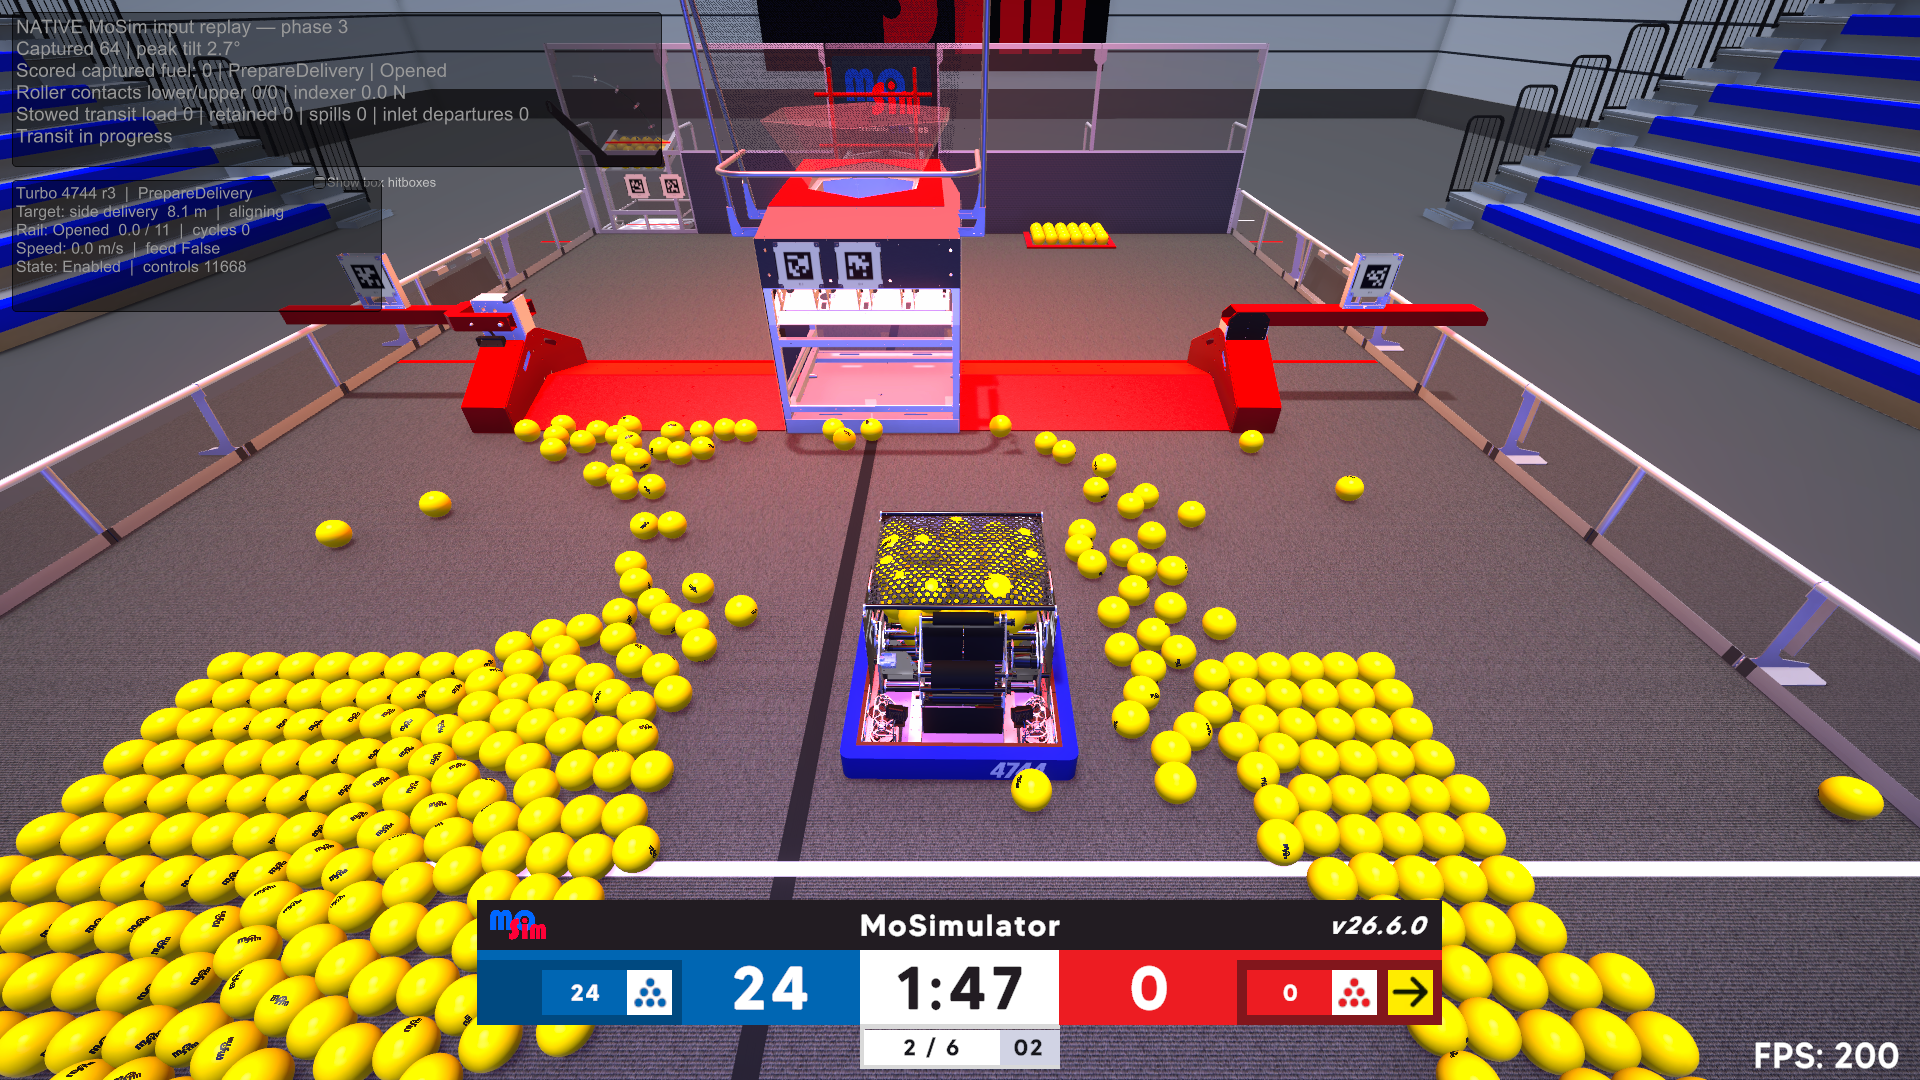 NATIVE MoSim input replay — phase 3
Captured 64 | peak tilt 2.7°
Scored captured fuel: 0 | PrepareDelivery | Opened
Roller contacts lower/upper 0/0 | indexer 0.0 N
Stowed transit load 0 | retained 0 | spills 0 | inlet departures 0
Transit in progress
Show box hitboxes
Turbo 4744 r3 | PrepareDelivery
Target: side delivery 8.1 m | aligning
Rail: Opened 0.0 / 11 | cycles 0
Speed: 0.0 m/s | feed False
State: Enabled | controls 11668
mosim
4744
mosim
MoSimulator
v26.6.0
24
24
1:47
0
0
2 / 6
02
FPS: 200